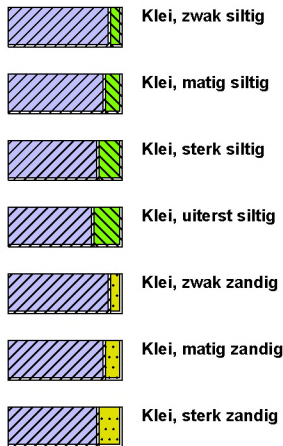 Klei, zwak siltig
Klei, matig siltig
Klei, sterk siltig
Klei, uiterst siltig
Klei, zwak zandig
Klei, matig zandig
Klei, sterk zandig